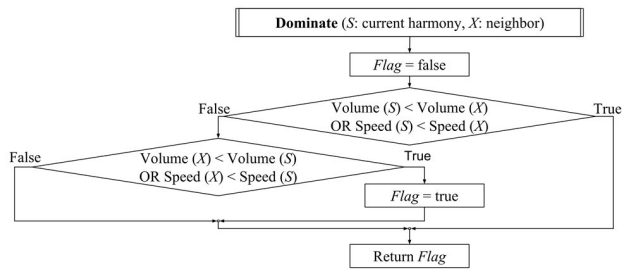 Dominate (S: current harmony, X: neighbor)
Flag = false
False
Volume (S) < Volume (X)
OR Speed (S) < Speed (X)
True
False
Volume (X) < Volume (S)
OR Speed (X) < Speed (S)
True
Flag = true
Return Flag